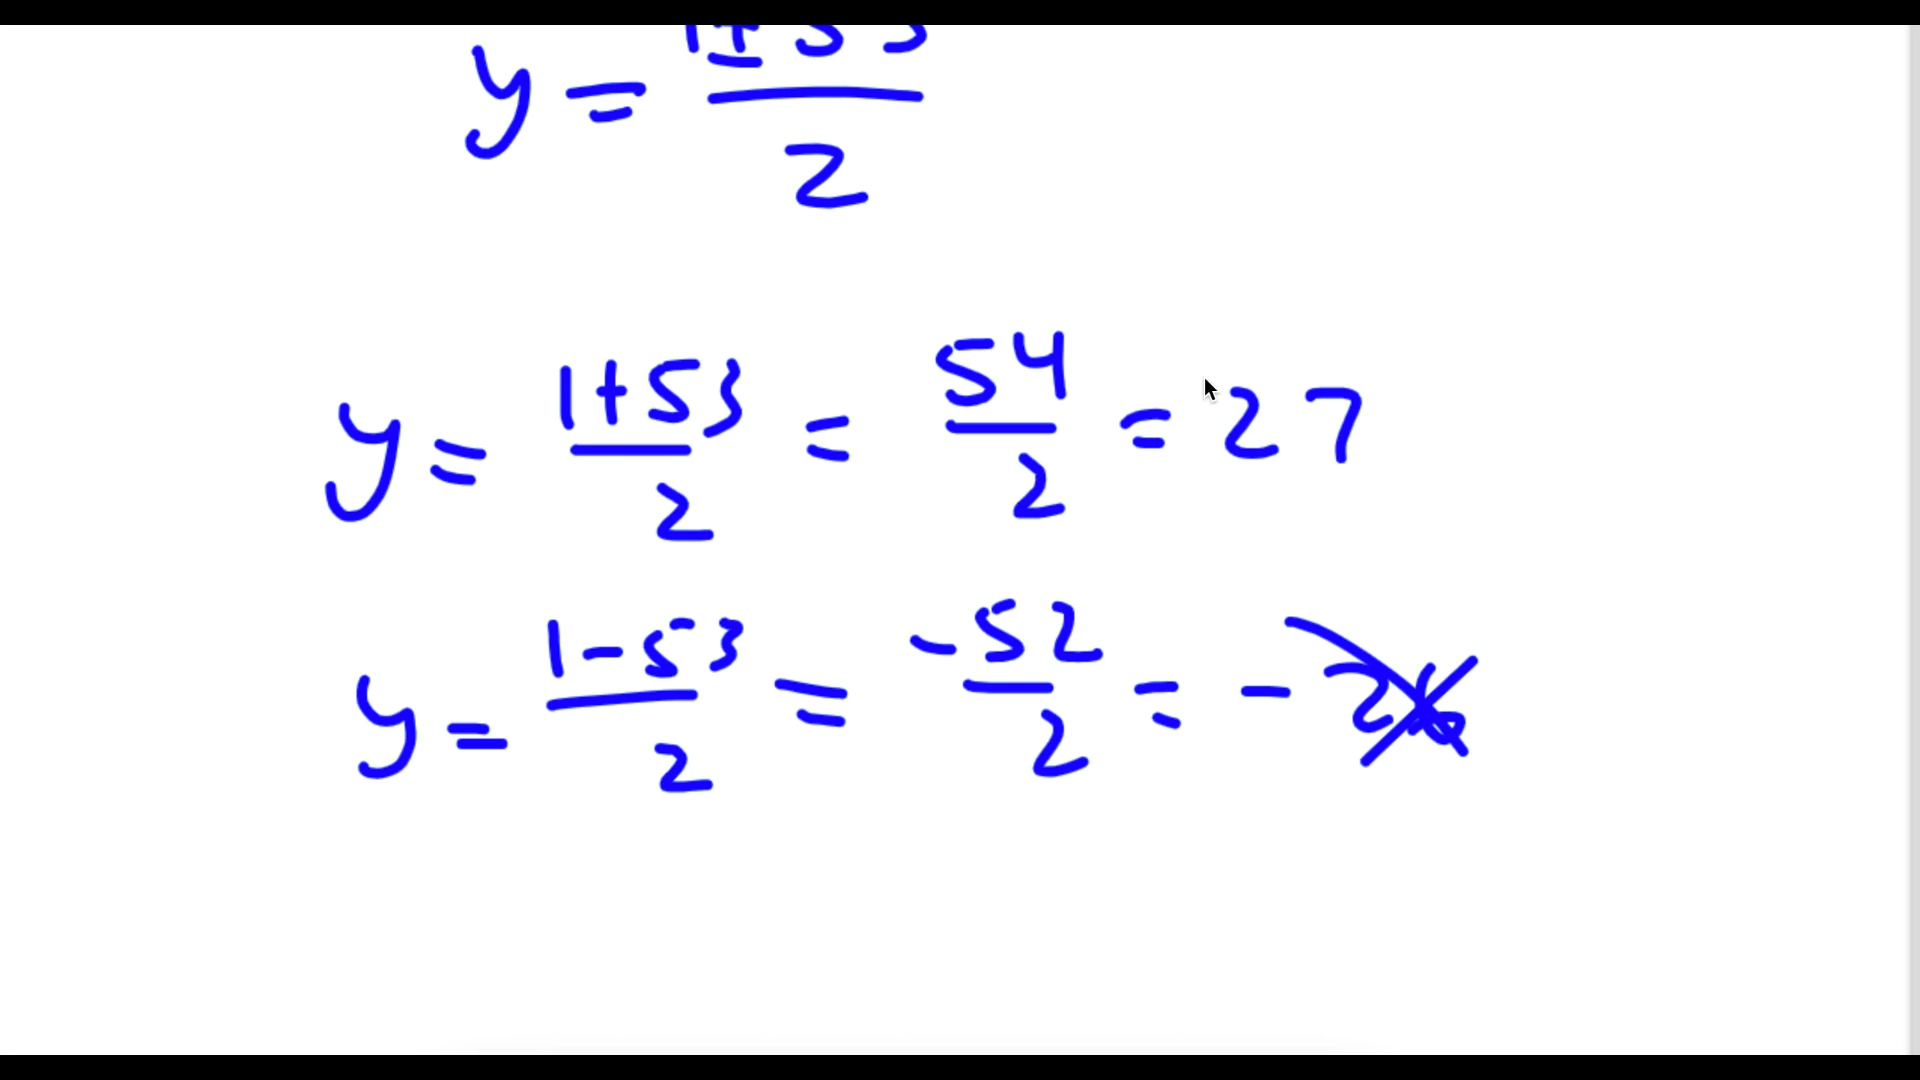 y = 1 ± 53 / 2
y = 1+53 / 2 = 54 / 2 = 27
y = 1-53 / 2 = -52 / 2 = -26